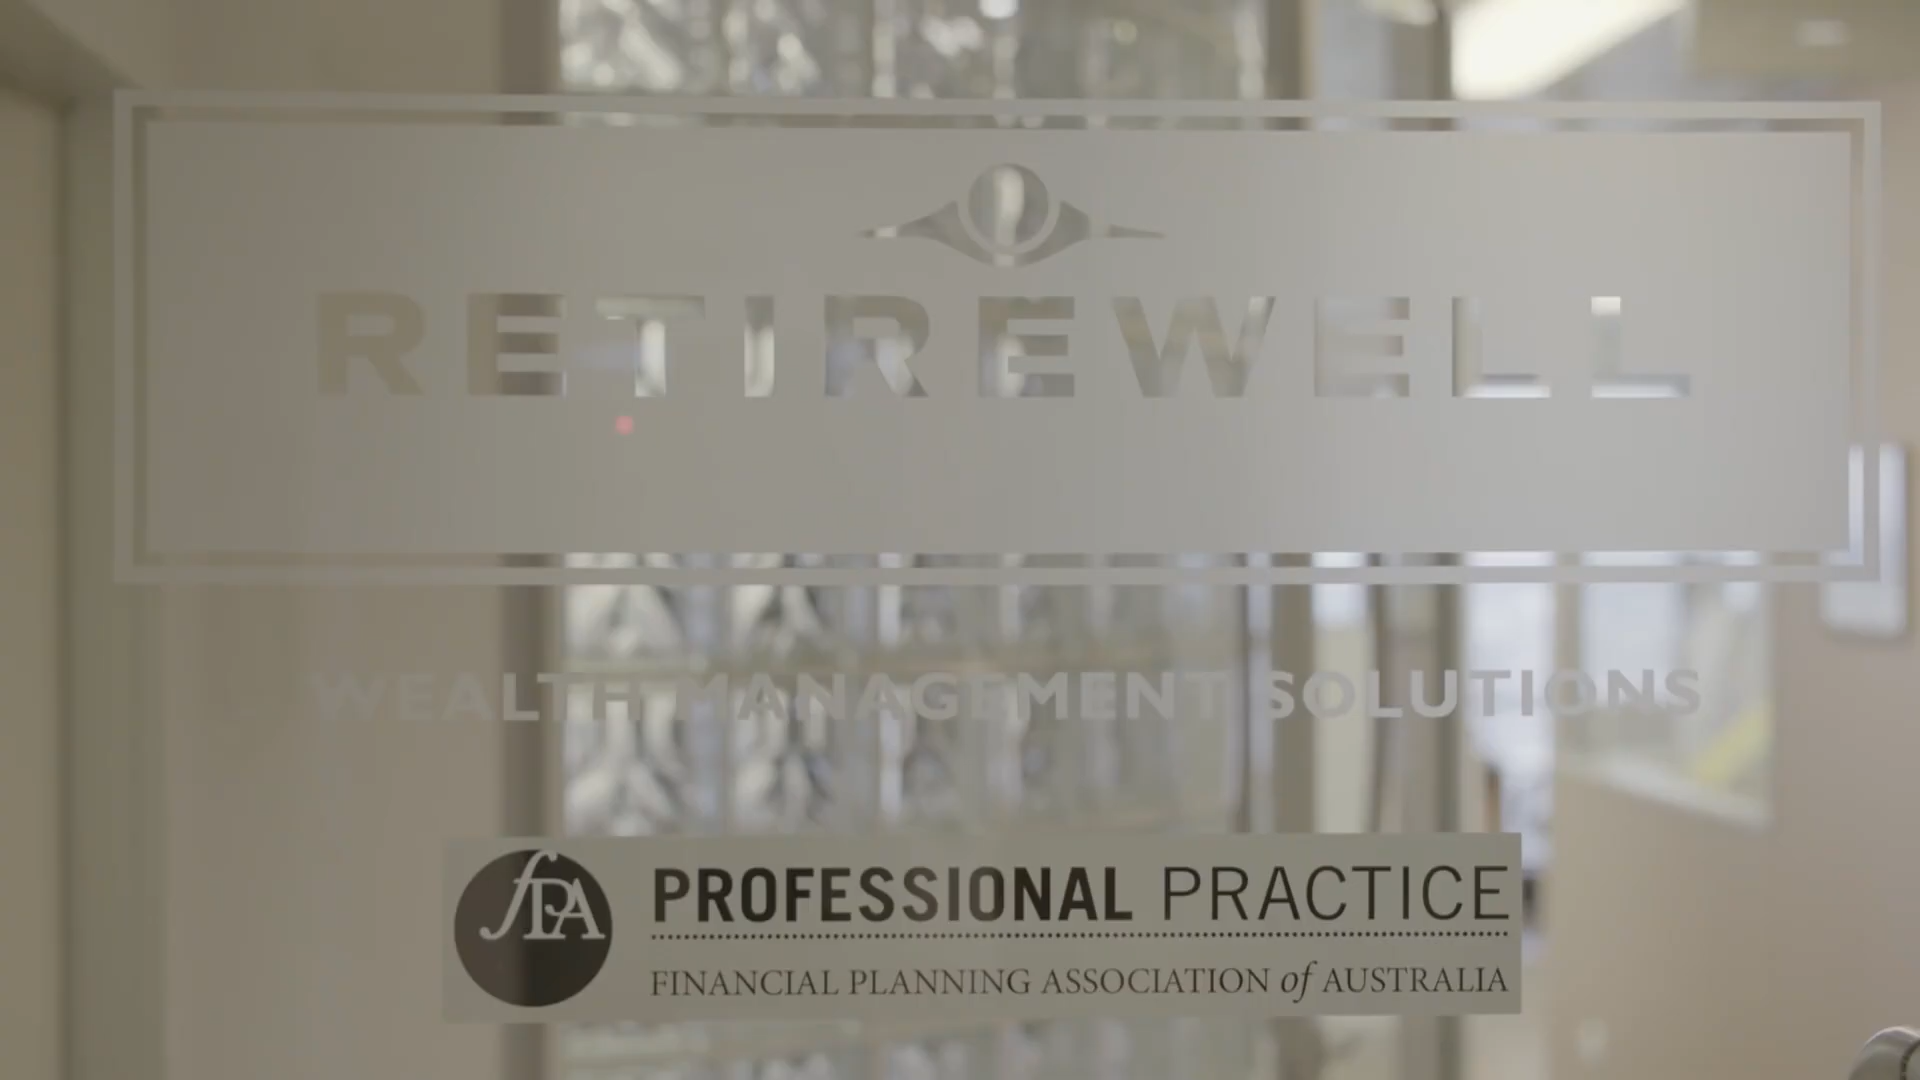 RETIREWELL
WEALTH MANAGEMENT SOLUTIONS
fPA
PROFESSIONAL PRACTICE
FINANCIAL PLANNING ASSOCIATION of AUSTRALIA